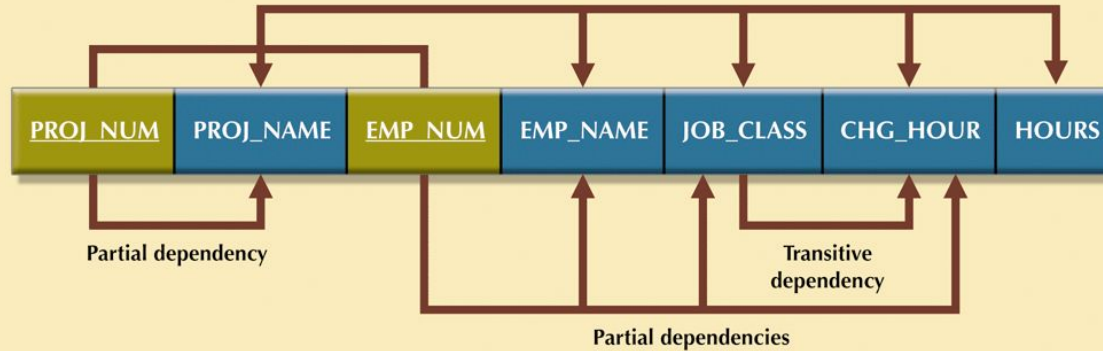 PROJ_NUM PROJ_NAME EMP_NUM EMP_NAME JOB_CLASS CHG_HOUR HOURS
Partial dependency
Transitive
dependency
Partial dependencies